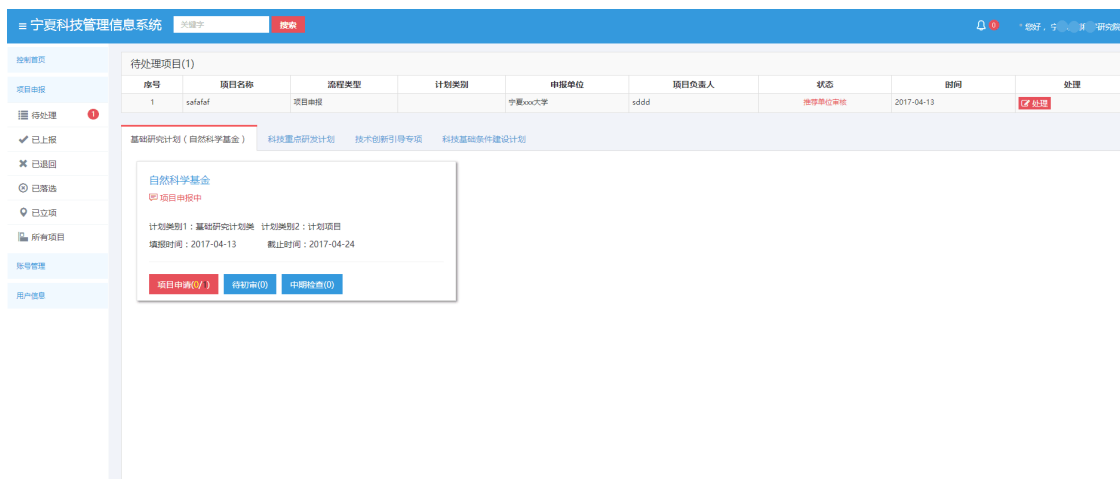 ≡ 宁夏科技管理信息系统 关键字 搜索 0 您好，宁 研究院
控制首页
项目申报
待处理 1
已上报
已退回
已落选
已立项
所有项目
账号管理
用户信息
待处理项目(1)
序号 项目名称 流程类型 计划类别 申报单位 项目负责人 状态 时间 处理
1 safafaf 项目申报 宁夏xxx大学 sddd 推荐单位审核 2017-04-13 处理
基础研究计划（自然科学基金） 科技重点研发计划 技术创新引导专项 科技基础条件建设计划
自然科学基金
项目申报中
计划类别1：基础研究计划类 计划类别2：计划项目
填报时间：2017-04-13 截止时间：2017-04-24
项目申请(0/1) 待初审(0) 中期检查(0)